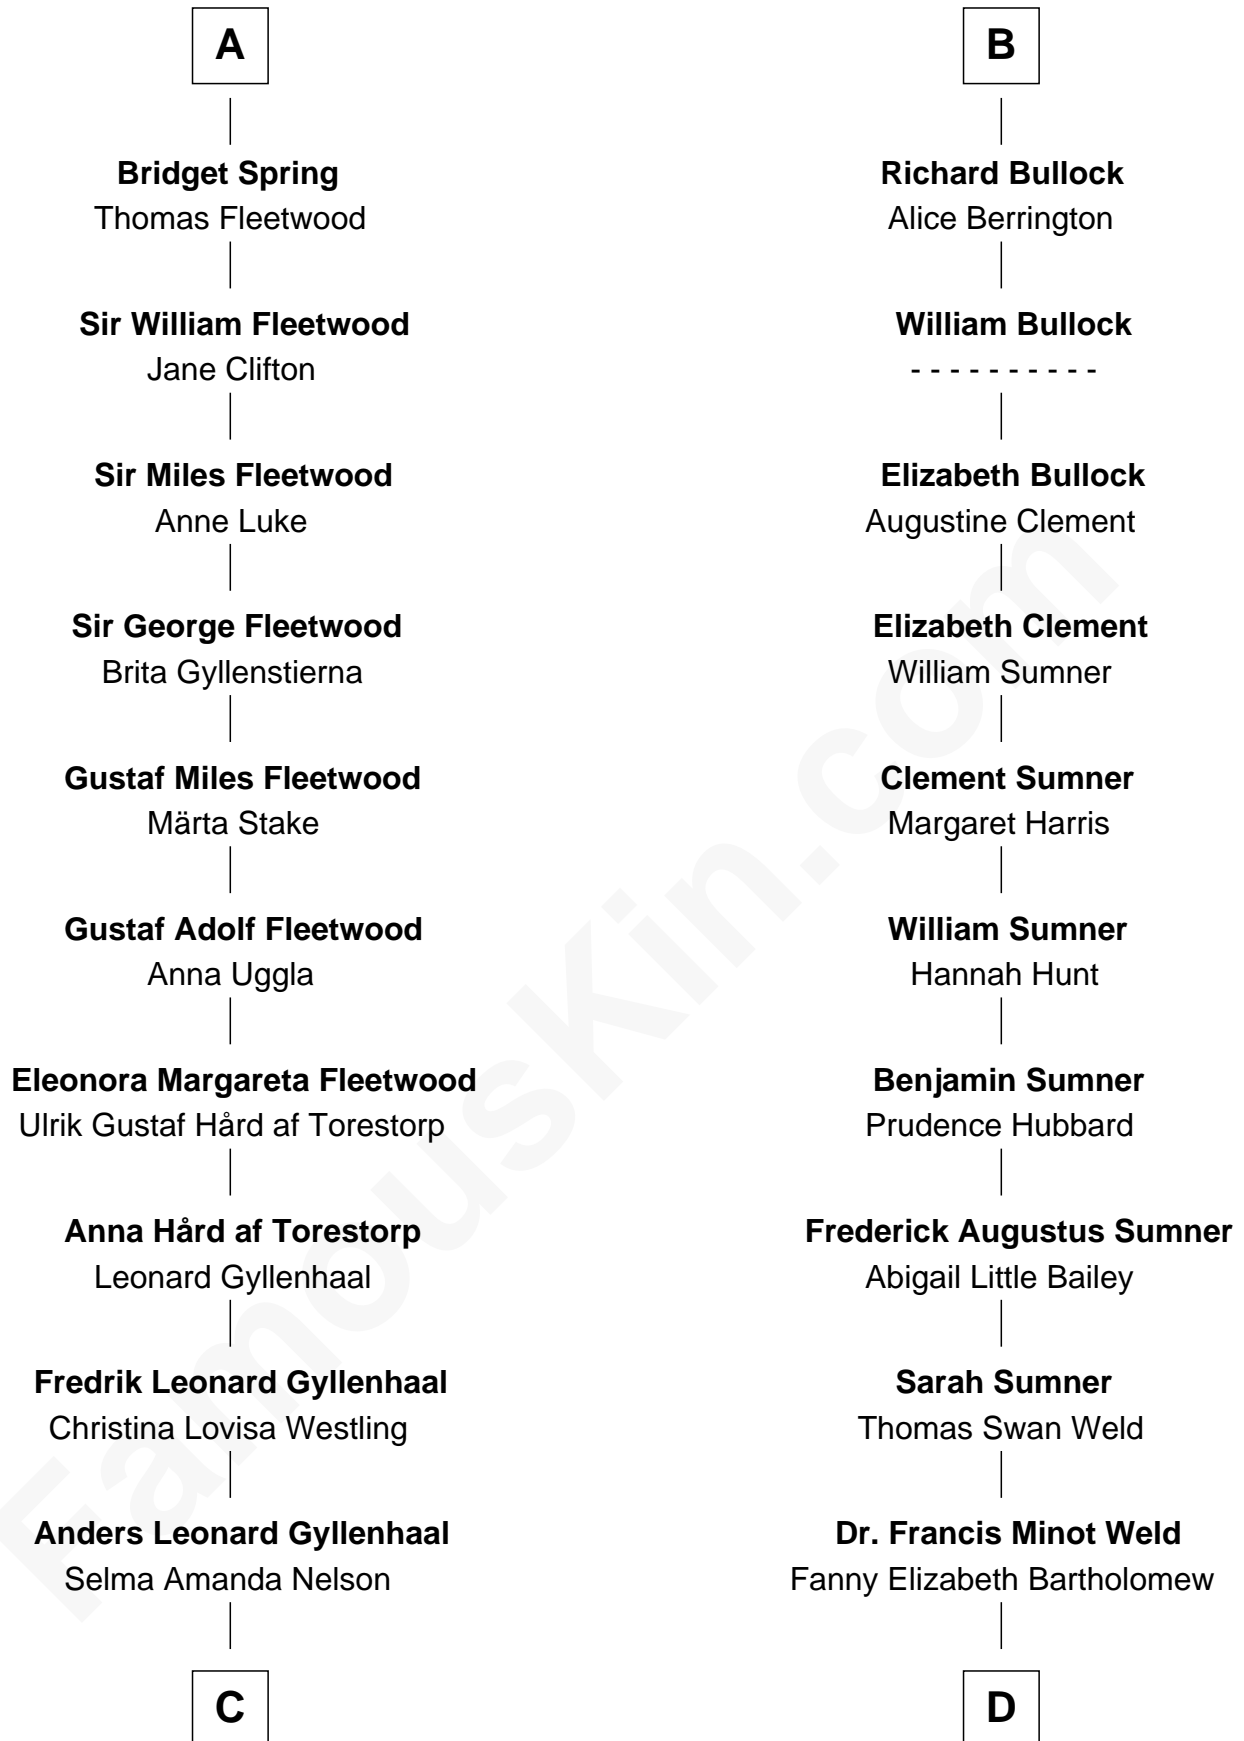 A
Bridget Spring
Thomas Fleetwood
Sir William Fleetwood
Jane Clifton
Sir Miles Fleetwood
Anne Luke
Sir George Fleetwood
Brita Gyllenstierna
Gustaf Miles Fleetwood
Märta Stake
Gustaf Adolf Fleetwood
Anna Uggla
Eleonora Margareta Fleetwood
Ulrik Gustaf Hård af Torestorp
Anna Hård af Torestorp
Leonard Gyllenhaal
Fredrik Leonard Gyllenhaal
Christina Lovisa Westling
Anders Leonard Gyllenhaal
Selma Amanda Nelson
C
B
Richard Bullock
Alice Berrington
William Bullock
- - - - - - - - - -
Elizabeth Bullock
Augustine Clement
Elizabeth Clement
William Sumner
Clement Sumner
Margaret Harris
William Sumner
Hannah Hunt
Benjamin Sumner
Prudence Hubbard
Frederick Augustus Sumner
Abigail Little Bailey
Sarah Sumner
Thomas Swan Weld
Dr. Francis Minot Weld
Fanny Elizabeth Bartholomew
D
FamousKin.com